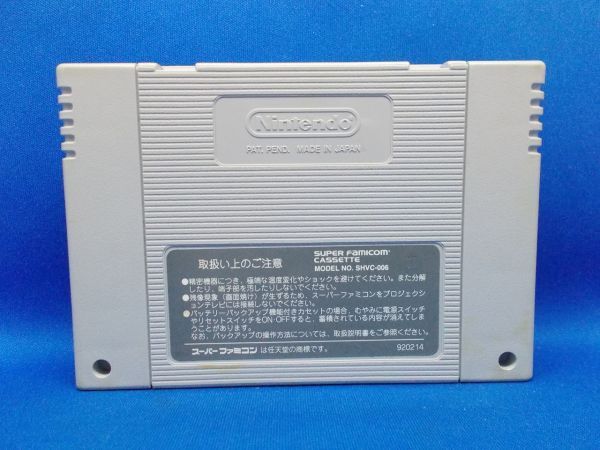 Nintendo
PAT. PEND. MADE IN JAPAN
取扱い上のご注意
SUPER FAMICOM
CASSETTE
MODEL NO. SHVC-006
●精密機器につき、極端な温度変化やショックを避けてください。また分解
したり、端子部を汚したりしないでください。
●残像現象(画面焼け)が生ずるため、スーパーファミコンをプロジェクシ
ョンテレビには接続しないでください。
●バッテリーバックアップ機能付きカセットの場合、むやみに電源スイッチ
やリセットスイッチをON・OFFすると、蓄積されている内容が消えてしま
うことがあります。
なお、バックアップの操作方法については、取扱説明書をご参照ください。
スーパーファミコンは任天堂の商標です。
920214